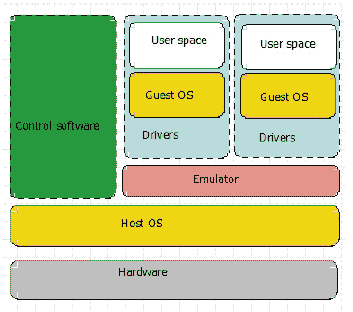 User space
User space
Guest OS
Guest OS
Control software
Drivers
Drivers
Emulator
Host OS
Hardware